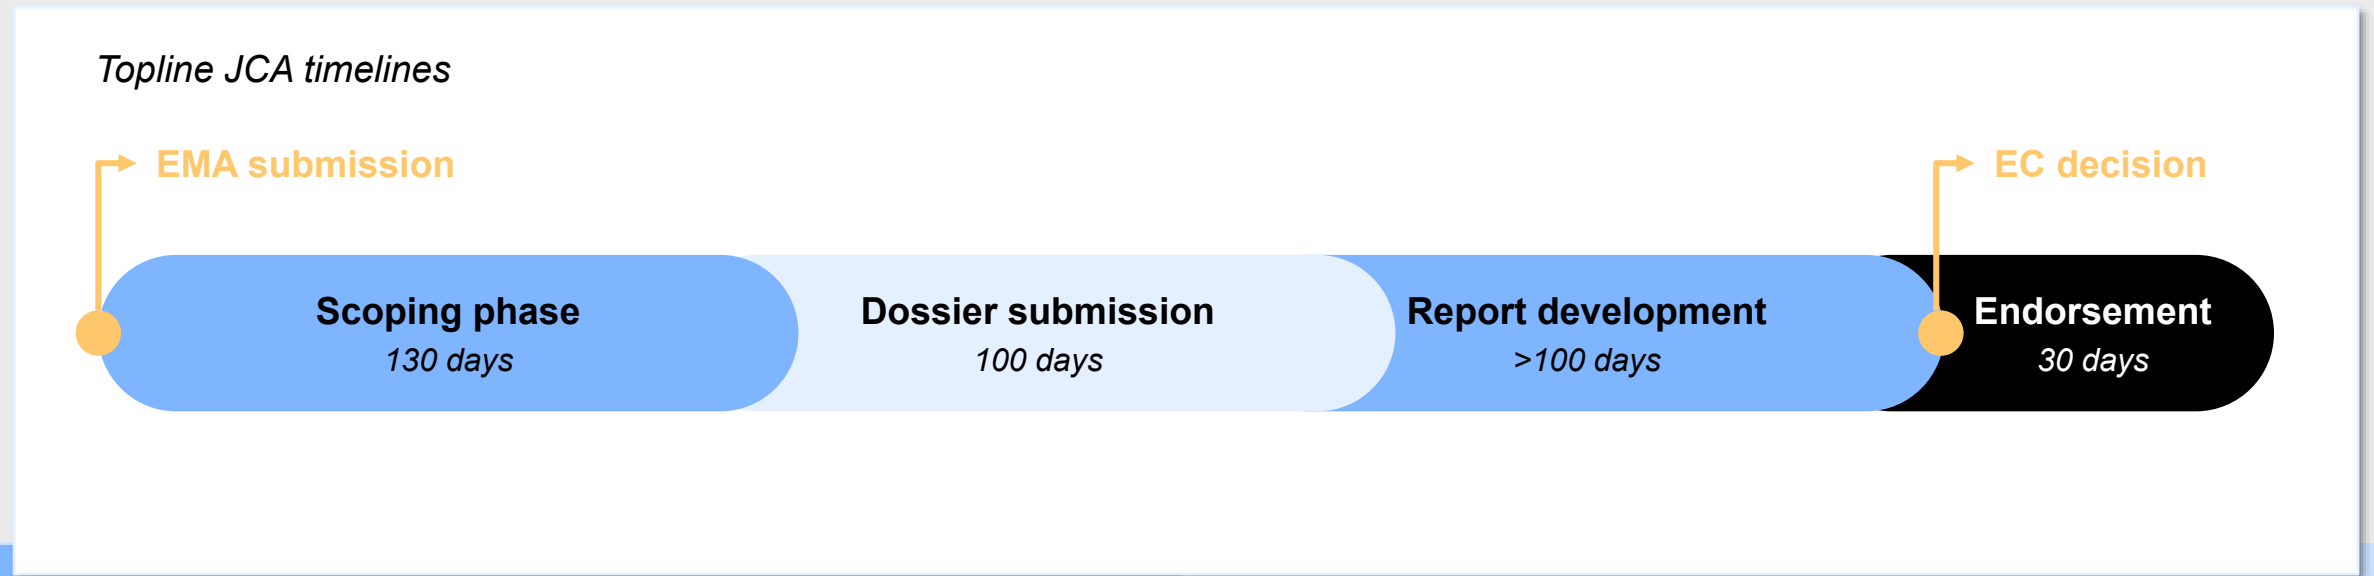 Topline JCA timelines
EMA submission
EC decision
Scoping phase
130 days
Dossier submission
100 days
Report development
>100 days
Endorsement
30 days